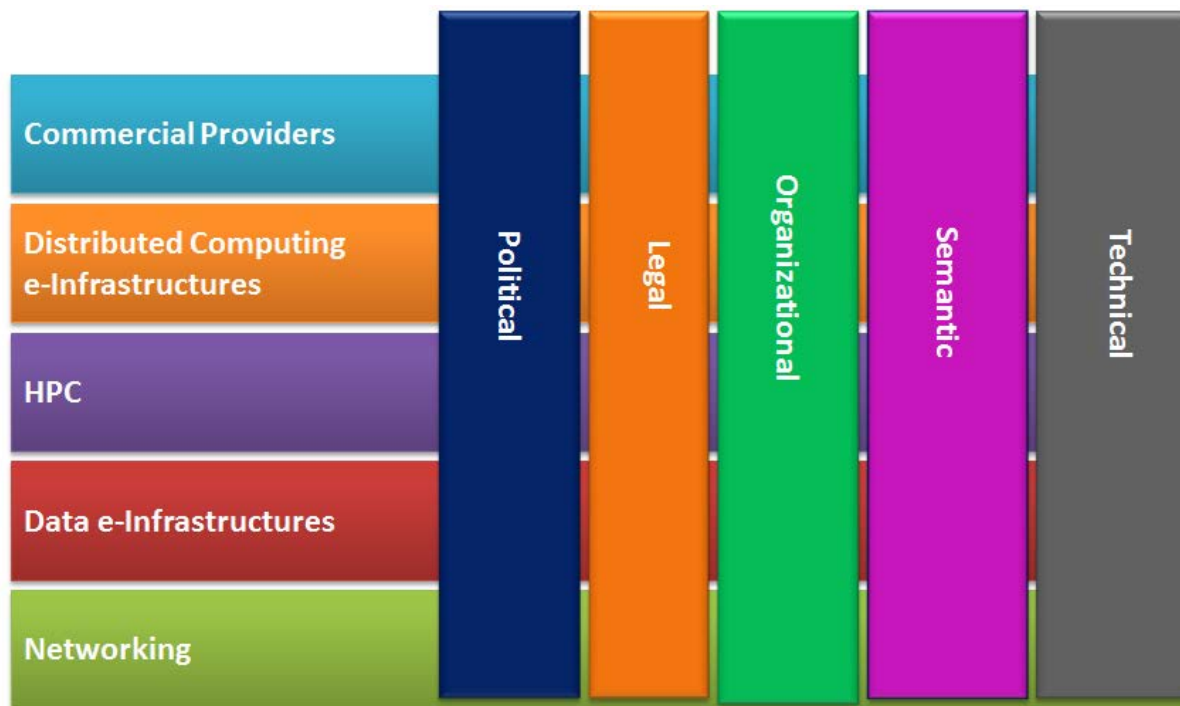 Commercial Providers
Distributed Computing
e-Infrastructures
HPC
Data e-Infrastructures
Networking
Political
Legal
Organizational
Semantic
Technical